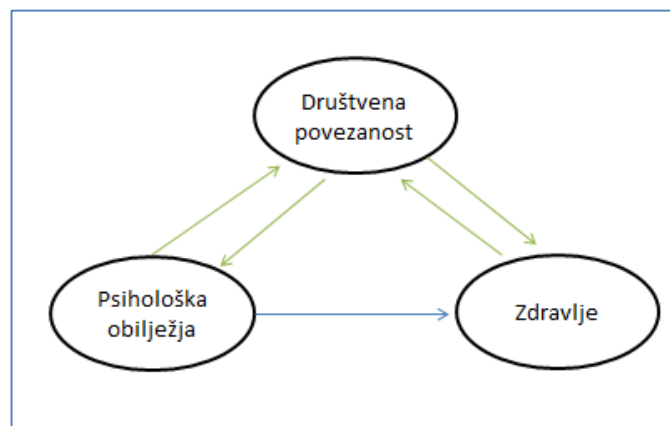 Društvena
povezanost
Psihološka
obilježja
Zdravlje